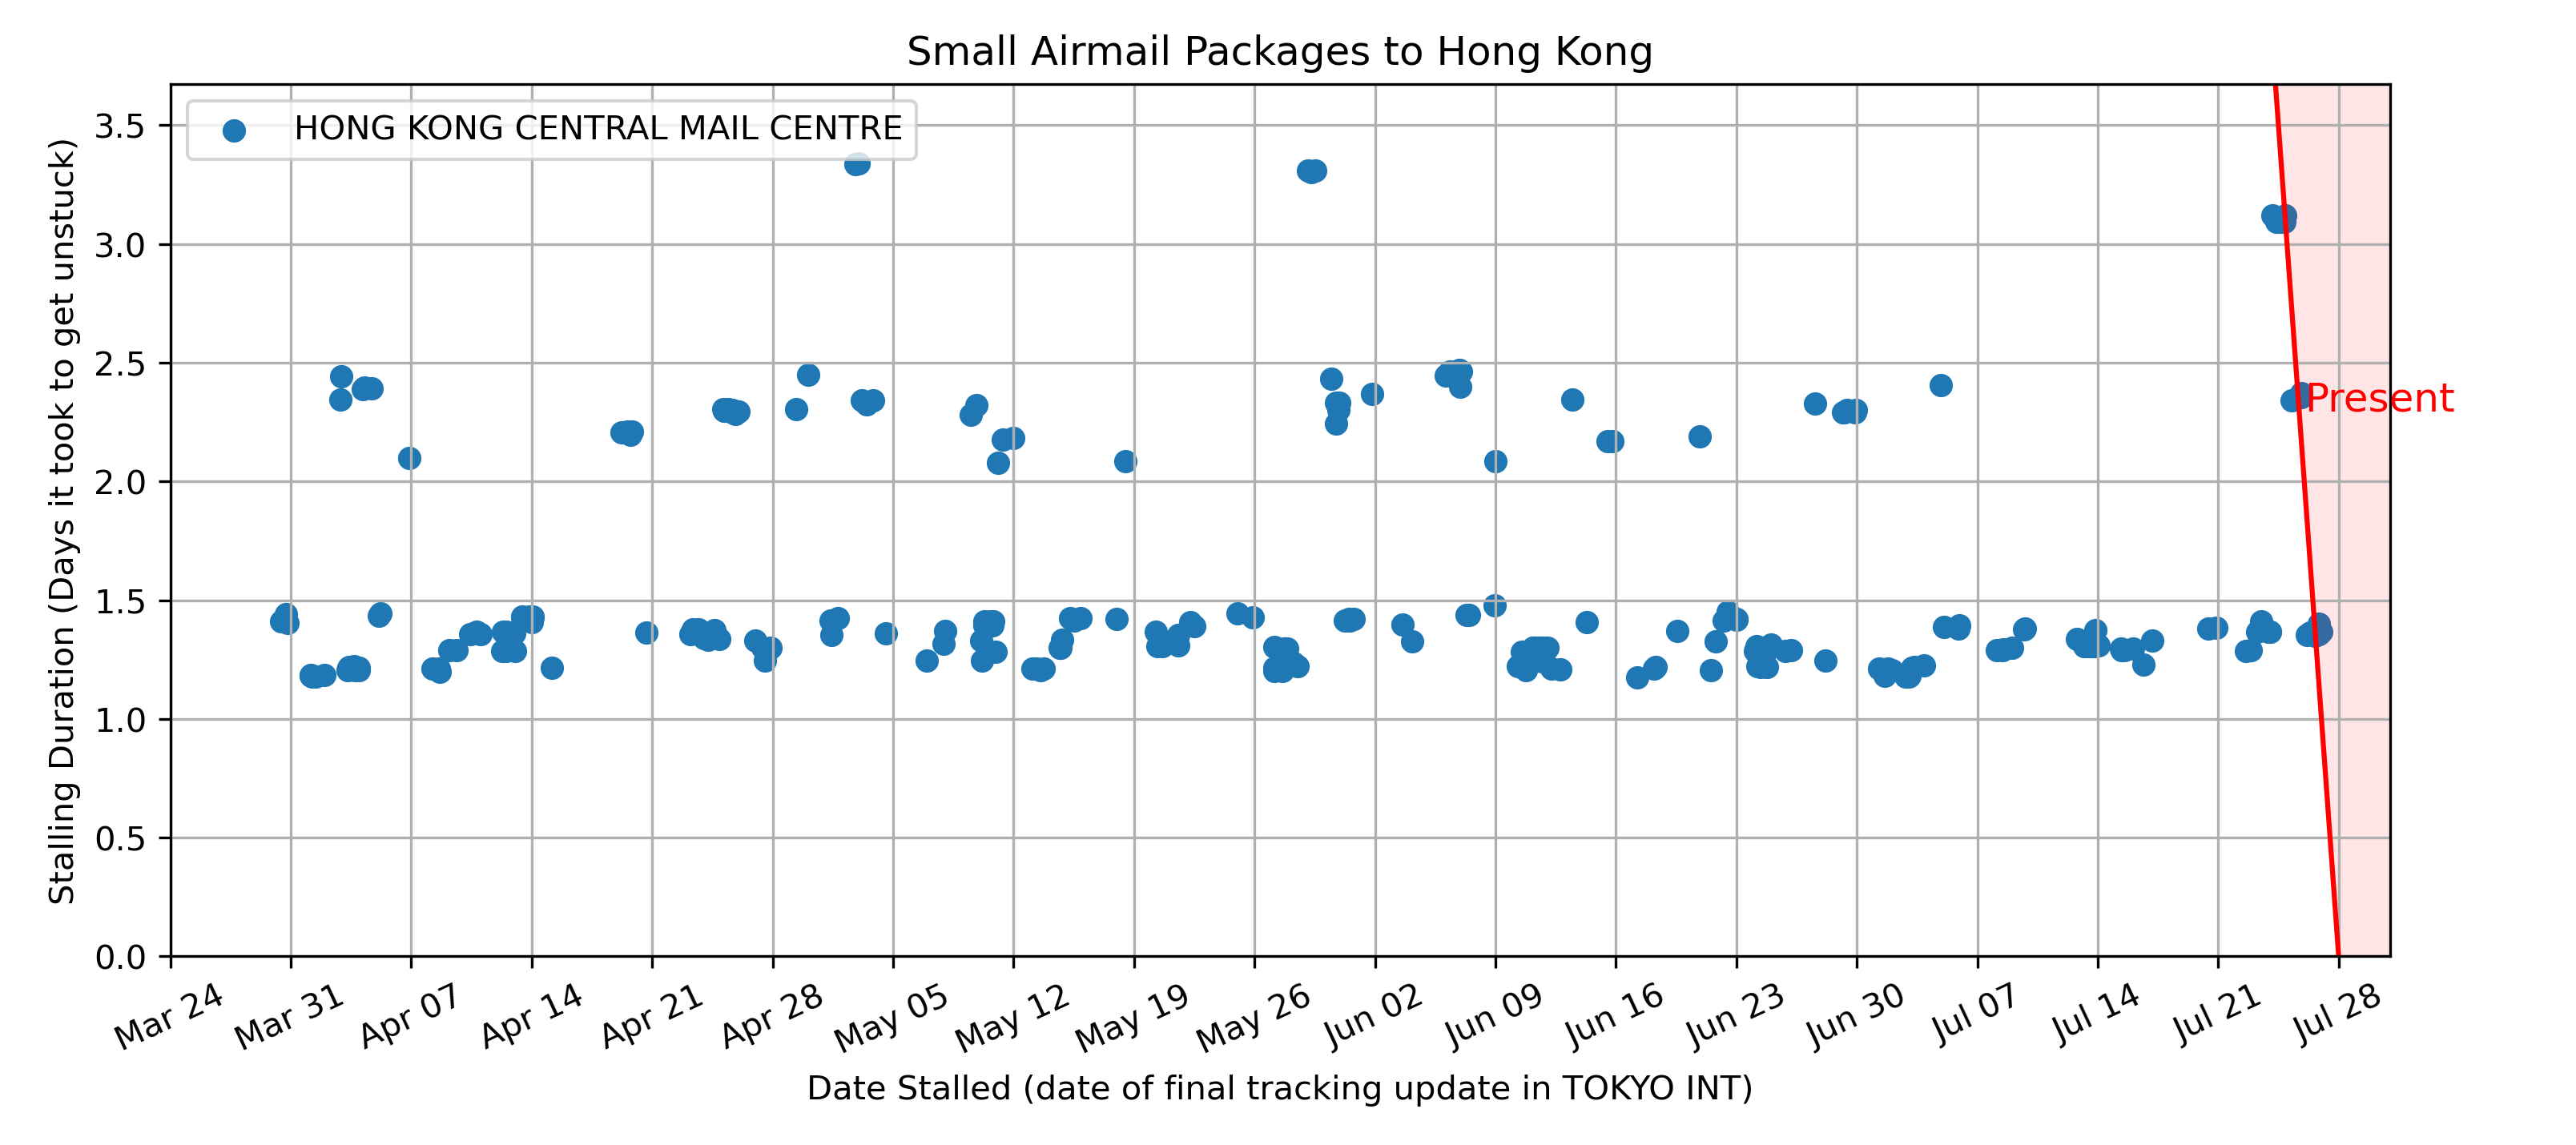 Small Airmail Packages to Hong Kong
HONG KONG CENTRAL MAIL CENTRE
Stalling Duration (Days it took to get unstuck)
3.5
3.0
2.5
2.0
1.5
1.0
0.5
0.0
Present
Mar 24
Mar 31
Apr 07
Apr 14
Apr 21
Apr 28
May 05
May 12
May 19
May 26
Jun 02
Jun 09
Jun 16
Jun 23
Jun 30
Jul 07
Jul 14
Jul 21
Jul 28
Date Stalled (date of final tracking update in TOKYO INT)